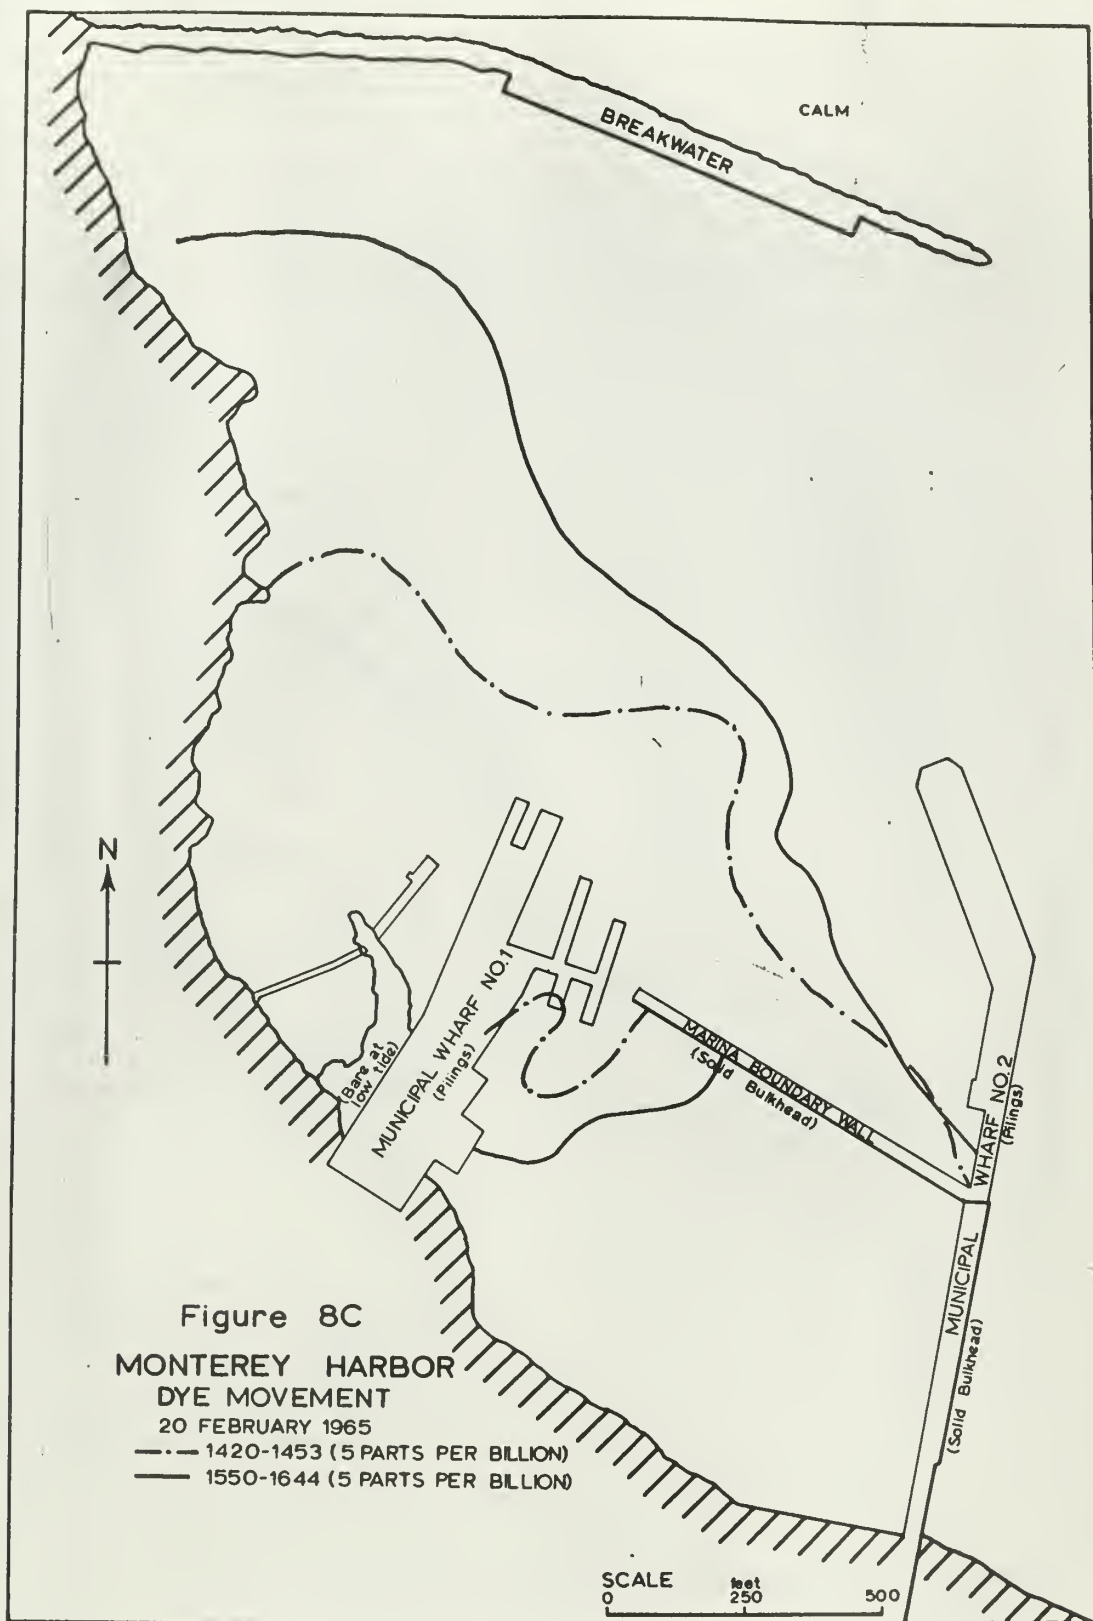 CALM
BREAKWATER
N
MUNICIPAL WHARF NO.1
(Pilings)
(Bare at
low tide)
MARINA BOUNDARY WALL
(Solid Bulkhead)
MUNICIPAL WHARF NO.2
(Pilings)
(Solid Bulkhead)
Figure 8C
MONTEREY HARBOR
DYE MOVEMENT
20 FEBRUARY 1965
1420-1453 (5 PARTS PER BILLION)
1550-1644 (5 PARTS PER BILLION)
SCALE feet
0 250 500